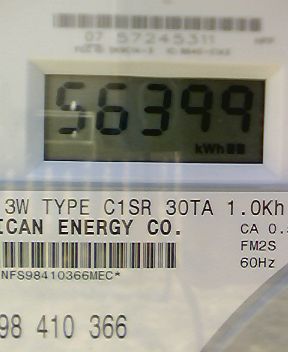 07 57245311
56399
kWh
3W TYPE C1SR 30TA 1.0Kh
ICAN ENERGY CO.
CA 0.
FM2S
60Hz
NFS98410366MEC*
98 410 366